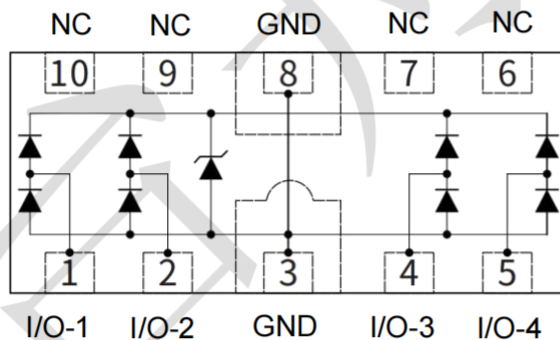 NC NC GND NC NC
10 9 8 7 6
1 2 3 4 5
I/O-1 I/O-2 GND I/O-3 I/O-4